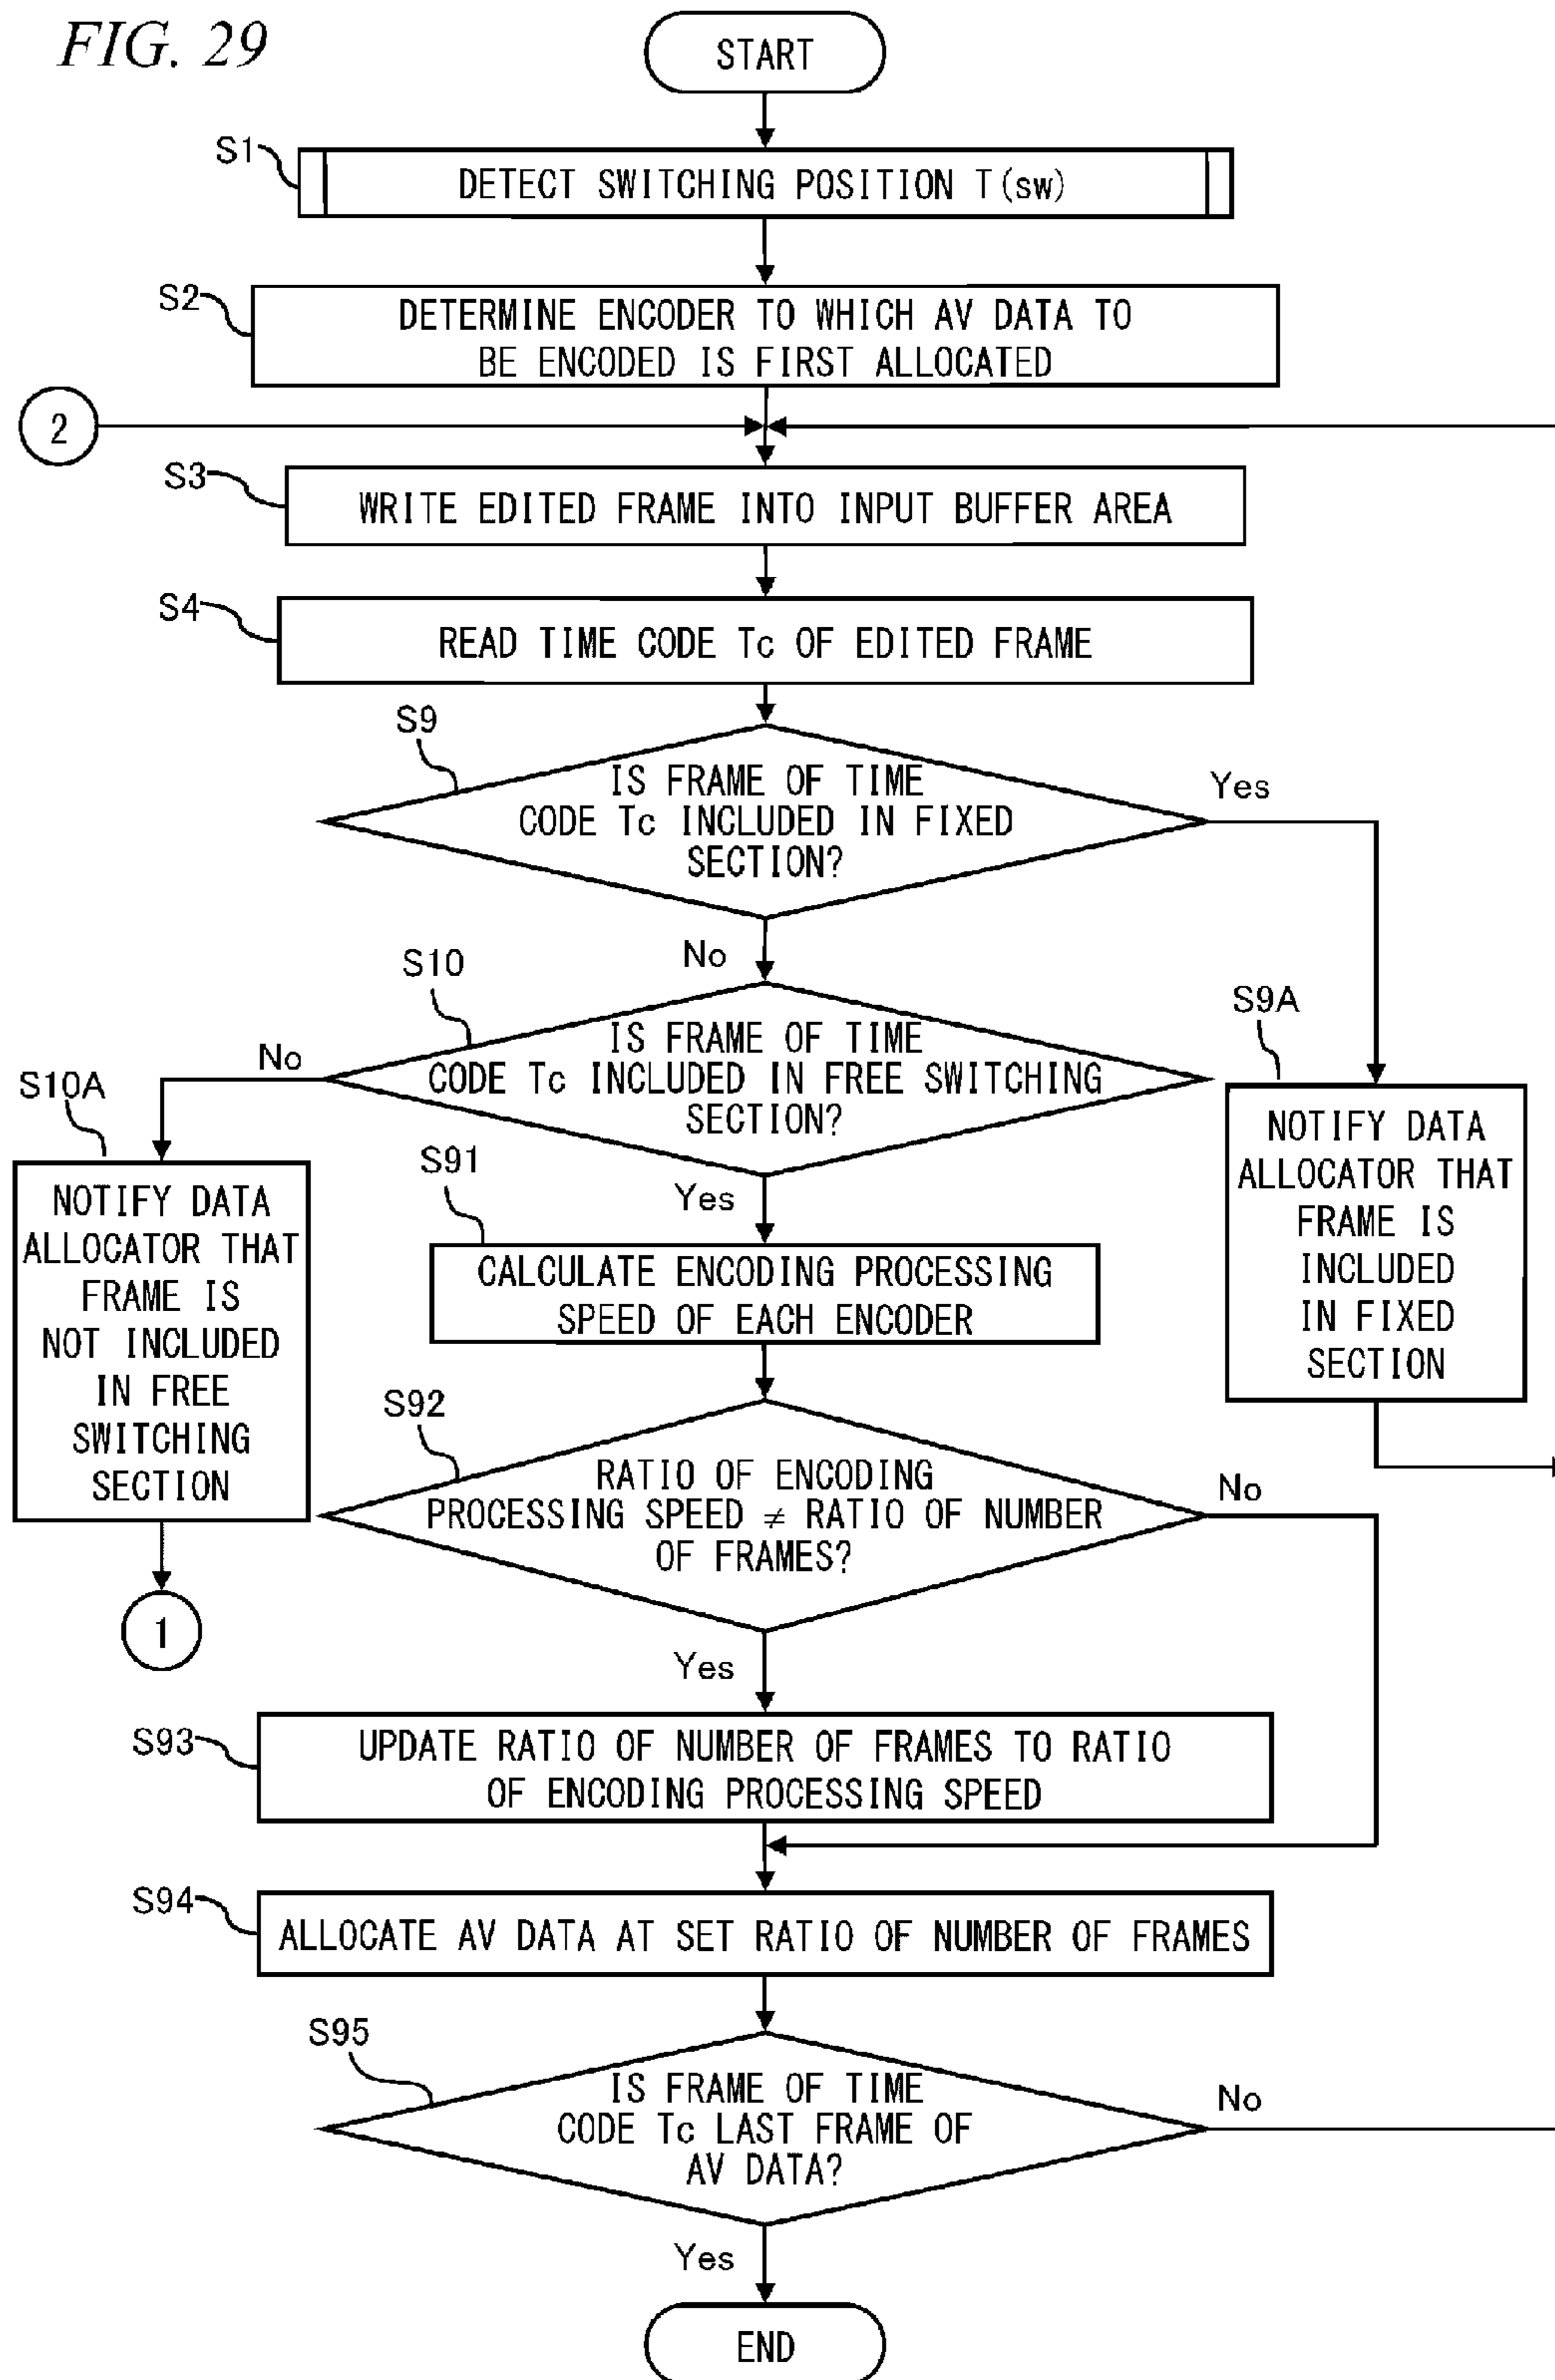 FIG. 29
START
S1
DETECT SWITCHING POSITION T(sw)
S2
DETERMINE ENCODER TO WHICH AV DATA TO
BE ENCODED IS FIRST ALLOCATED
2
S3
WRITE EDITED FRAME INTO INPUT BUFFER AREA
S4
READ TIME CODE Tc OF EDITED FRAME
S9
IS FRAME OF TIME
CODE Tc INCLUDED IN FIXED
SECTION?
Yes
No
S10
IS FRAME OF TIME
CODE Tc INCLUDED IN FREE SWITCHING
SECTION?
No
Yes
S9A
NOTIFY DATA
ALLOCATOR THAT
FRAME IS
INCLUDED
IN FIXED
SECTION
S10A
NOTIFY DATA
ALLOCATOR THAT
FRAME IS
NOT INCLUDED
IN FREE
SWITCHING
SECTION
1
S91
CALCULATE ENCODING PROCESSING
SPEED OF EACH ENCODER
S92
RATIO OF ENCODING
PROCESSING SPEED ≠ RATIO OF NUMBER
OF FRAMES?
No
Yes
S93
UPDATE RATIO OF NUMBER OF FRAMES TO RATIO
OF ENCODING PROCESSING SPEED
S94
ALLOCATE AV DATA AT SET RATIO OF NUMBER OF FRAMES
S95
IS FRAME OF TIME
CODE Tc LAST FRAME OF
AV DATA?
No
Yes
END